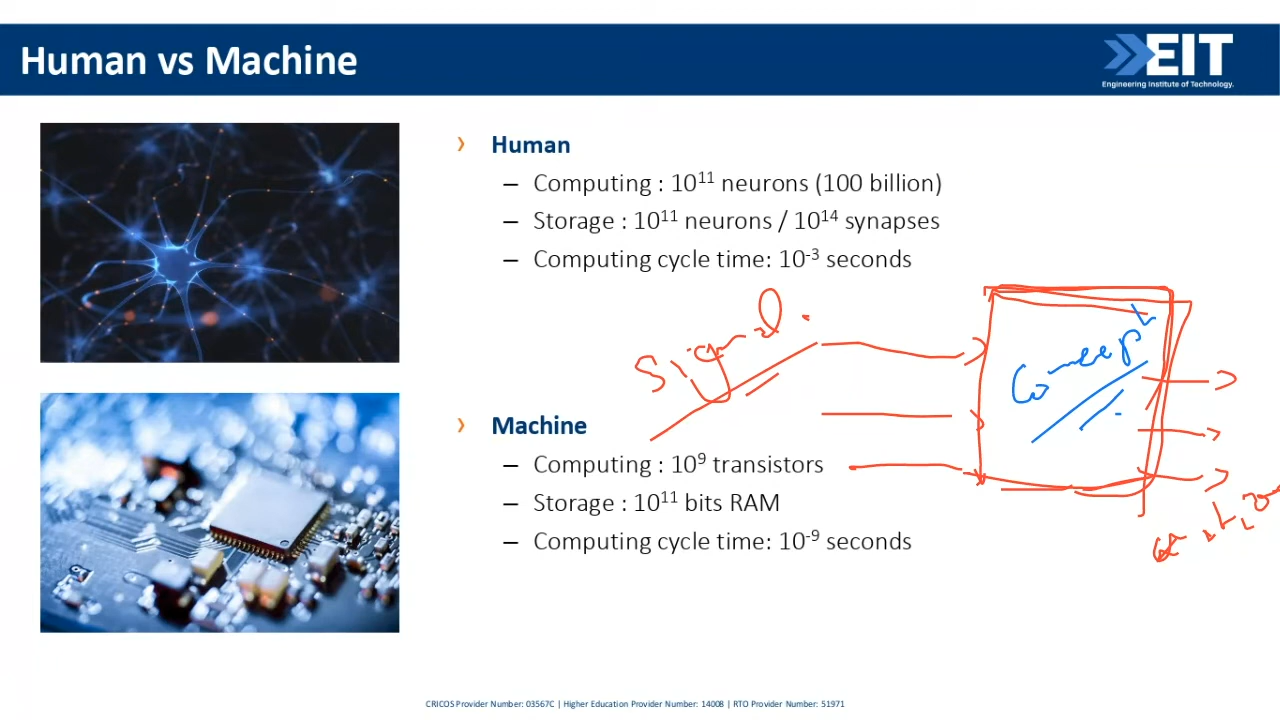 Human vs Machine
EIT
Engineering Institute of Technology.
› Human
– Computing : 10¹¹ neurons (100 billion)
– Storage : 10¹¹ neurons / 10¹⁴ synapses
– Computing cycle time: 10⁻³ seconds
Signal.
Concept
› Machine
– Computing : 10⁹ transistors
– Storage : 10¹¹ bits RAM
– Computing cycle time: 10⁻⁹ seconds
CRICOS Provider Number: 03567C | Higher Education Provider Number: 14008 | RTO Provider Number: 51971